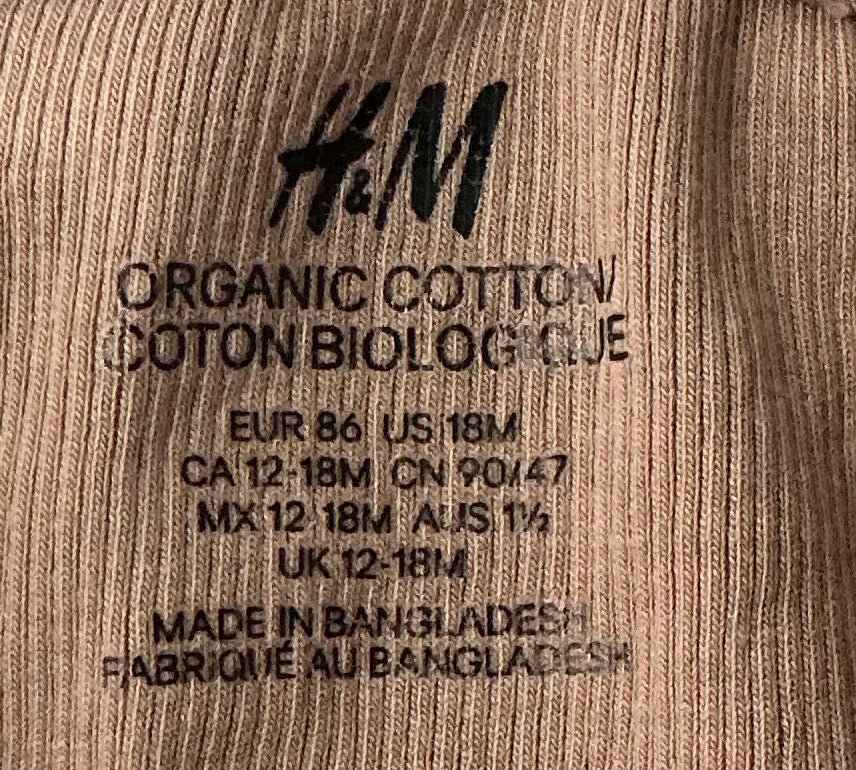 H&M
ORGANIC COTTON/
COTON BIOLOGIQUE
EUR 86 US 18M
CA 12-18M CN 90/47
MX 12-18M AUS 1½
UK 12-18M
MADE IN BANGLADESH
FABRIQUÉ AU BANGLADESH